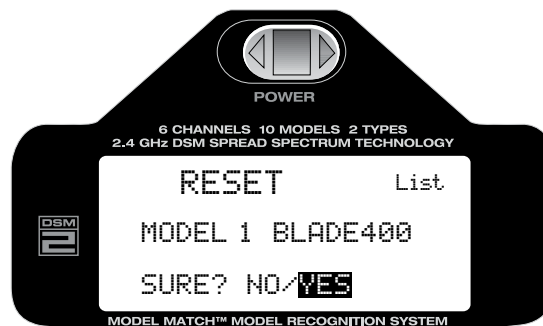 POWER
6 CHANNELS 10 MODELS 2 TYPES
2.4 GHz DSM SPREAD SPECTRUM TECHNOLOGY
RESET List
DSM
2
MODEL 1 BLADE400
SURE? NO/YES
MODEL MATCH™ MODEL RECOGNITION SYSTEM